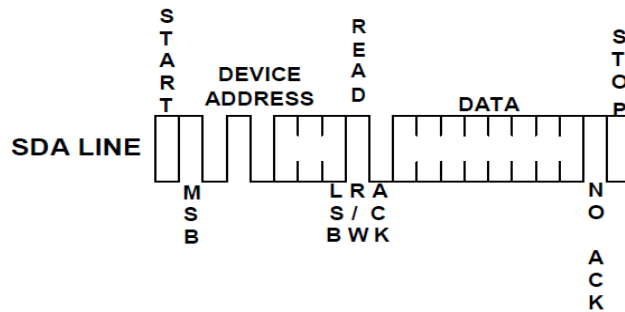 START
DEVICE
ADDRESS
READ
DATA
STOP
SDA LINE
MSB
LSB
R/W
ACK
NO ACK